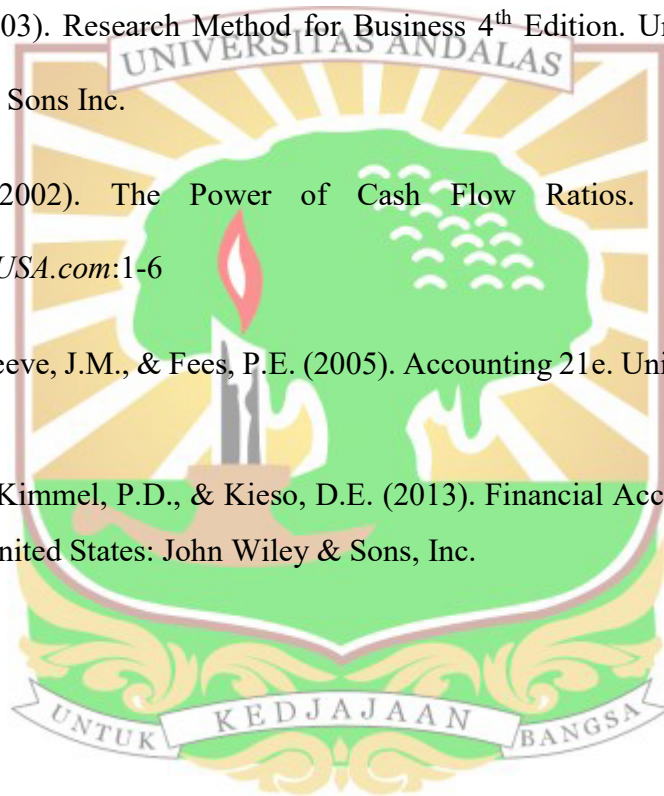 03). Research Method for Business 4th Edition. Un
UNIVERSITAS ANDALAS
Sons Inc.
2002). The Power of Cash Flow Ratios.
USA.com:1-6
eeve, J.M., & Fees, P.E. (2005). Accounting 21e. Uni
Kimmel, P.D., & Kieso, D.E. (2013). Financial Acc
nited States: John Wiley & Sons, Inc.
UNTUK KEDJAJAAN BANGSA